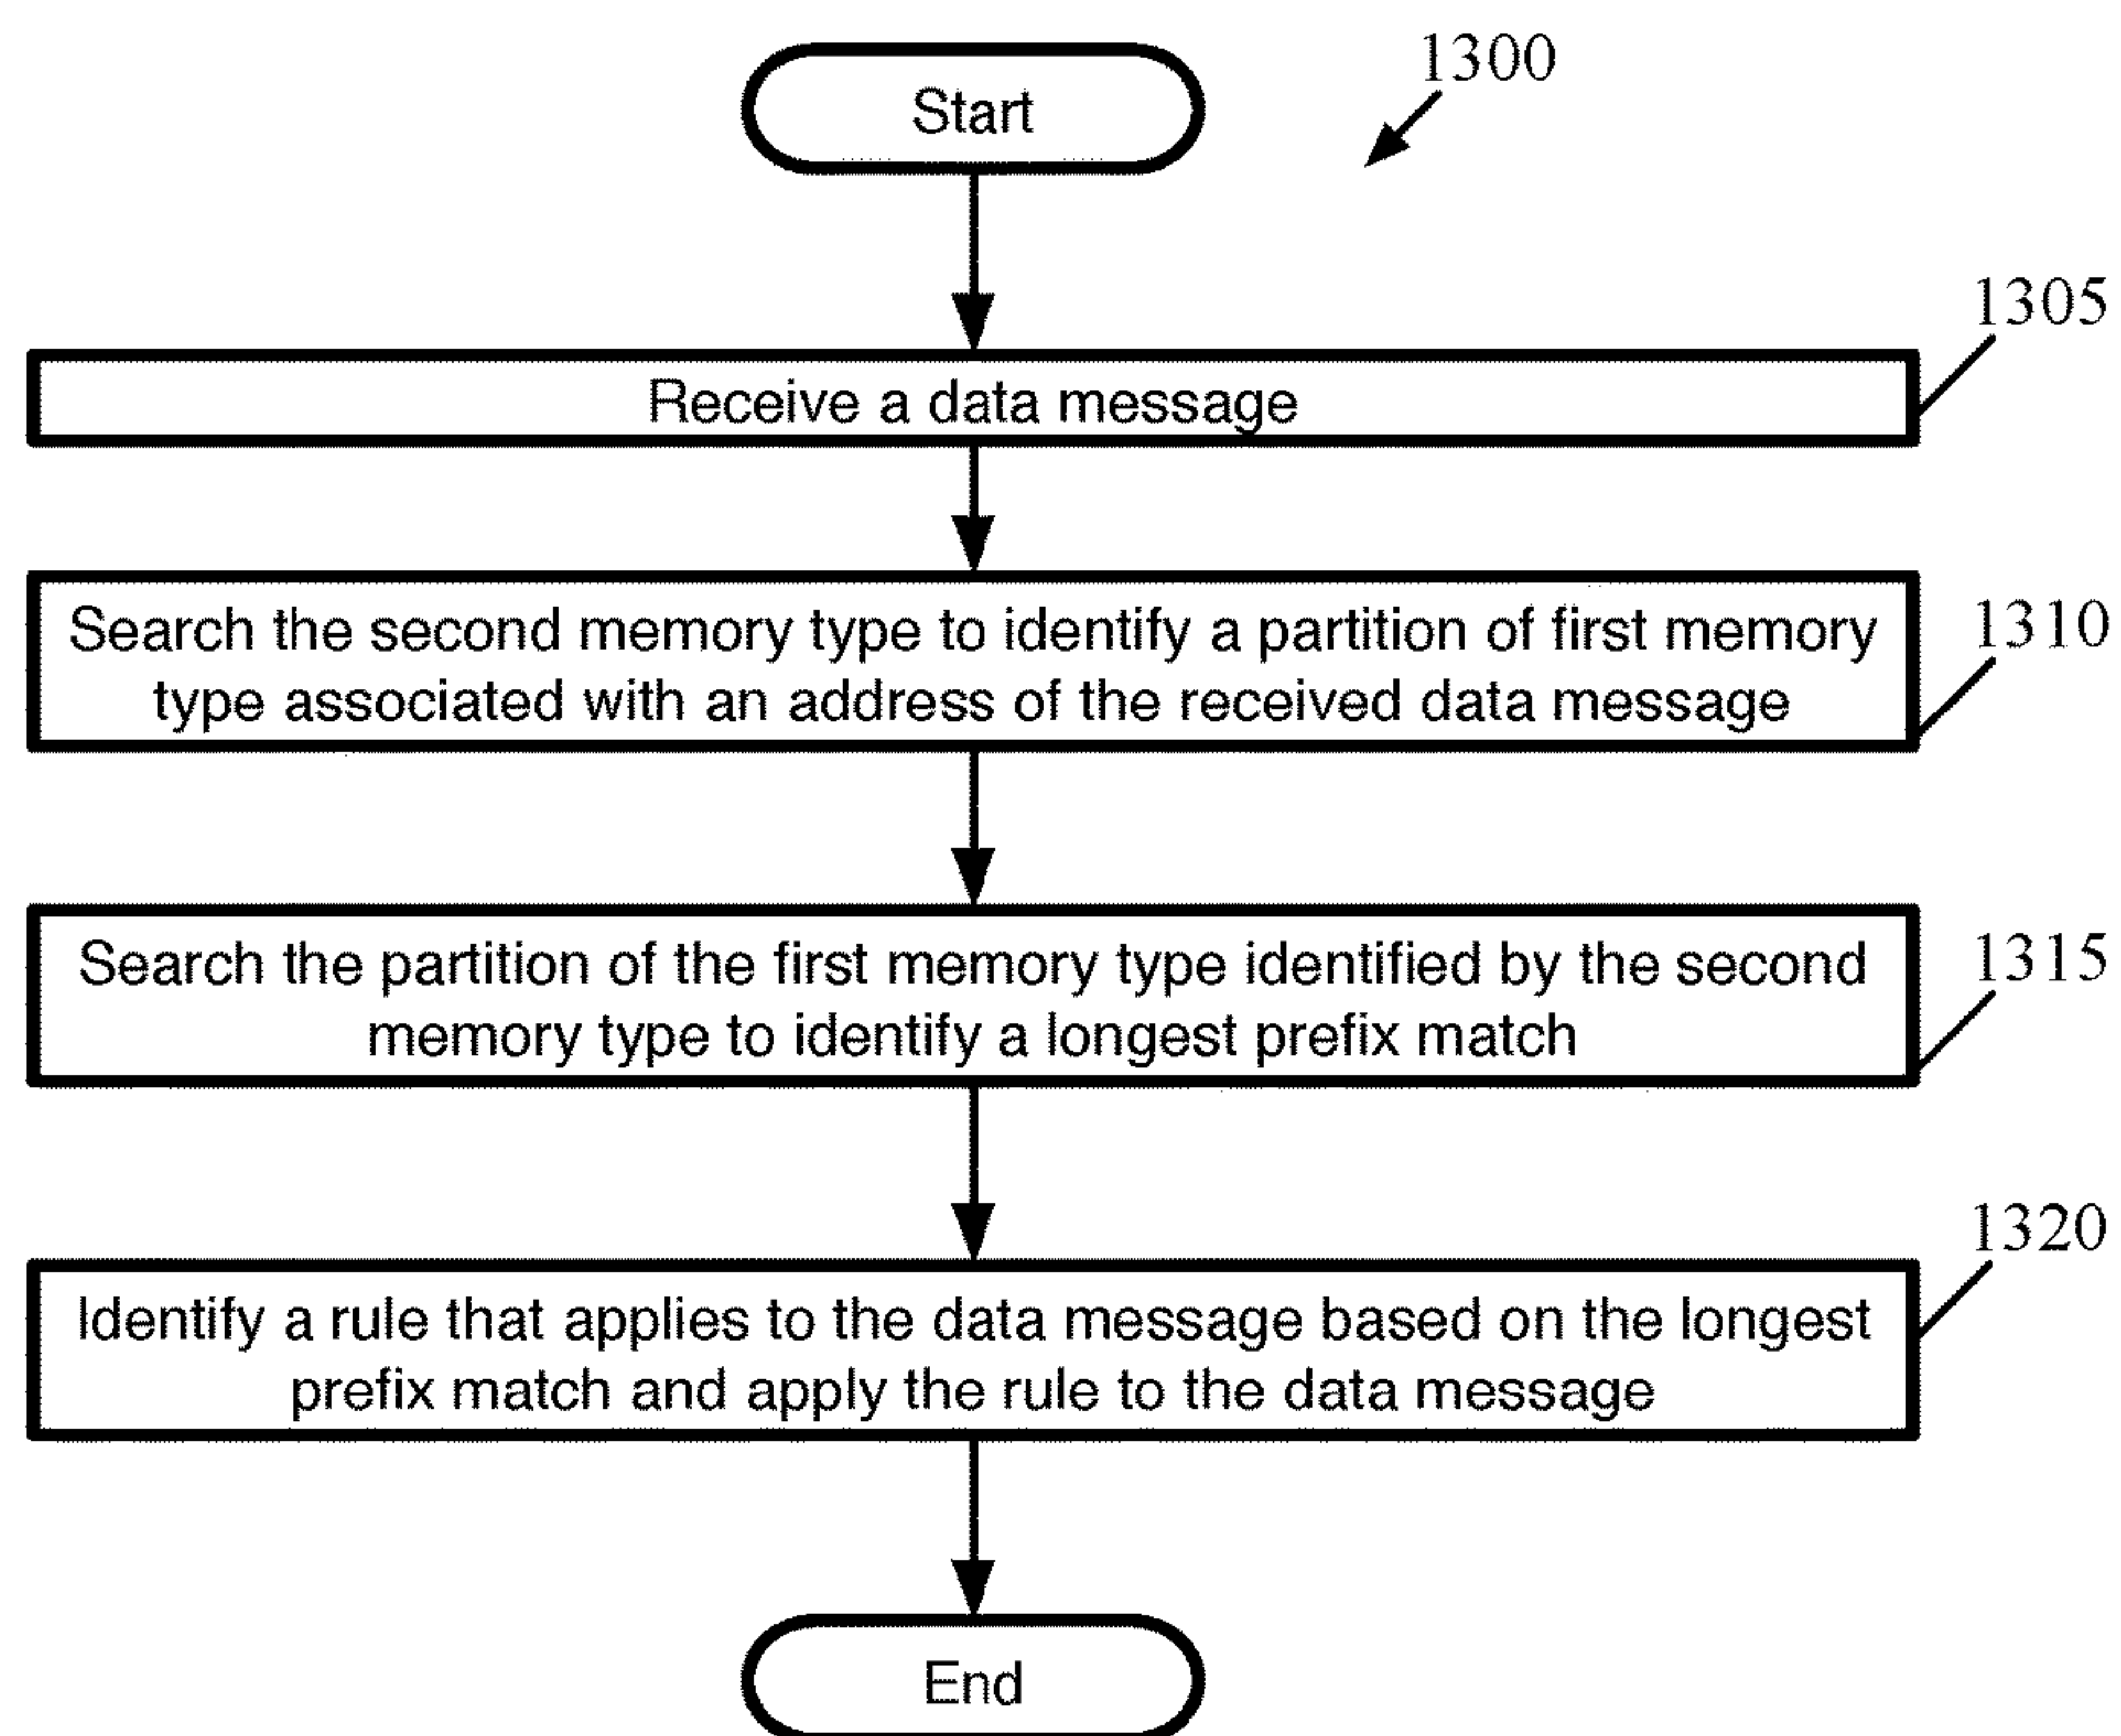 Start
1300
1305
Receive a data message
1310
Search the second memory type to identify a partition of first memory
type associated with an address of the received data message
1315
Search the partition of the first memory type identified by the second
memory type to identify a longest prefix match
1320
Identify a rule that applies to the data message based on the longest
prefix match and apply the rule to the data message
End